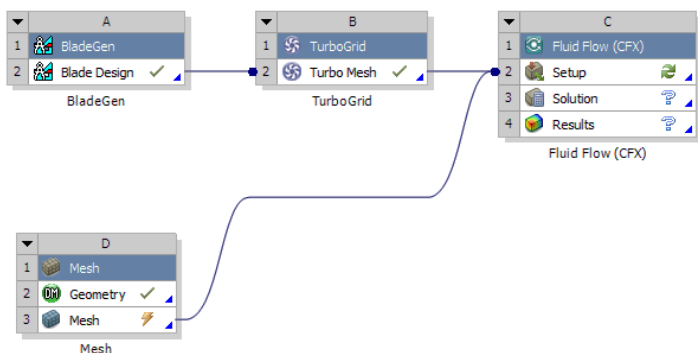 A
1 BladeGen
2 Blade Design
BladeGen
B
1 TurboGrid
2 Turbo Mesh
TurboGrid
C
1 Fluid Flow (CFX)
2 Setup
3 Solution
4 Results
Fluid Flow (CFX)
D
1 Mesh
2 DM Geometry
3 Mesh
Mesh